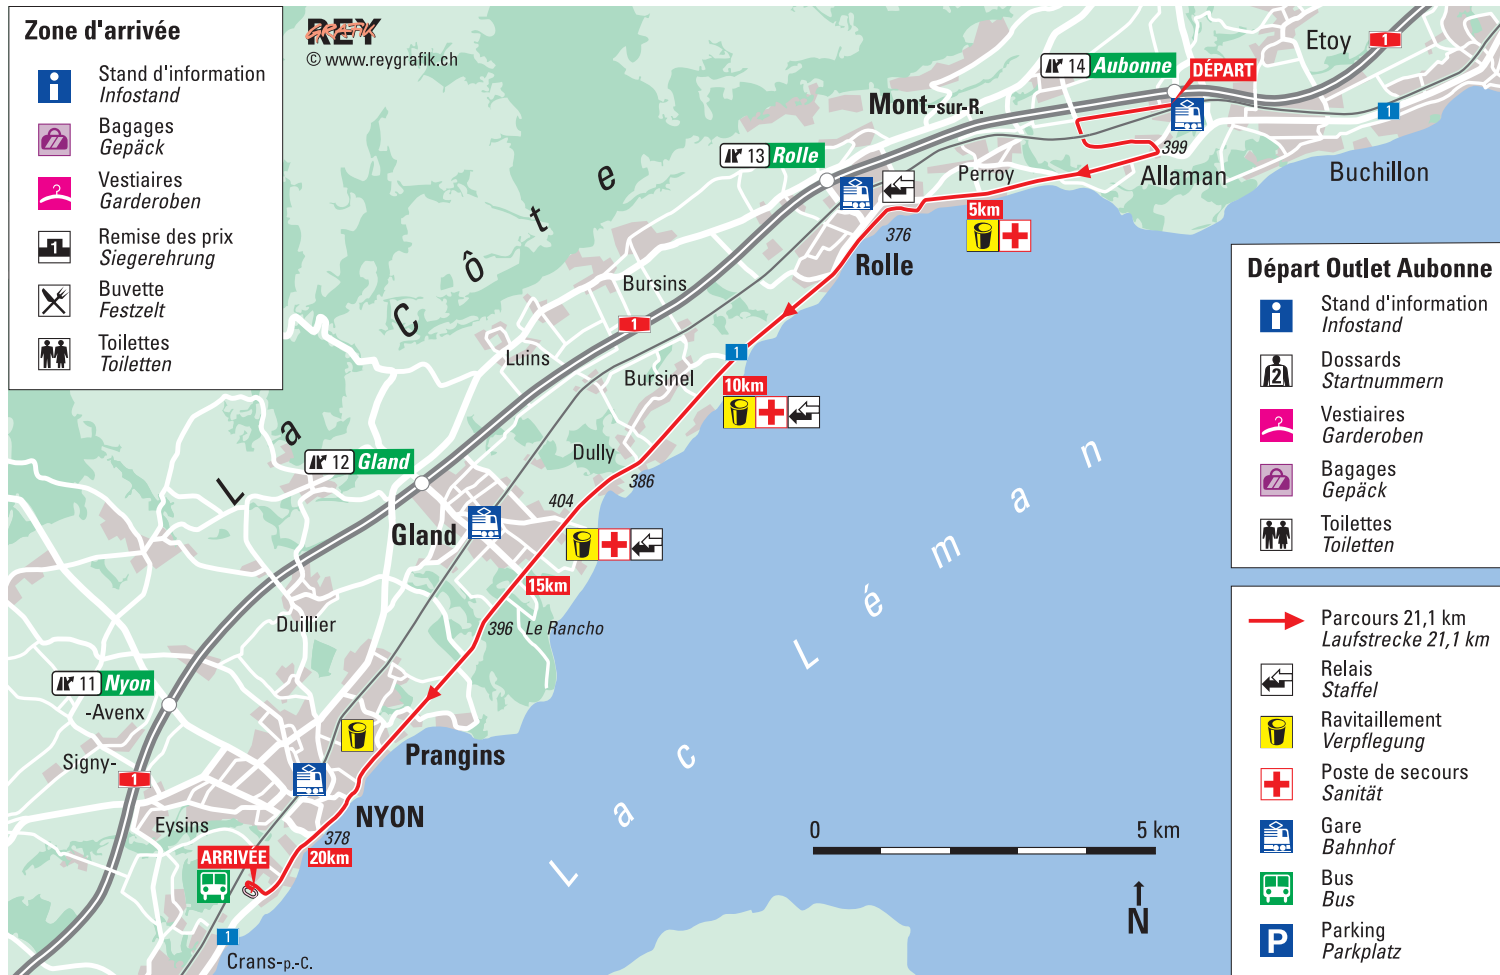 Zone d'arrivée
Stand d'information
Infostand
Bagages
Gepäck
Vestiaires
Garderoben
1
Remise des prix
Siegerehrung
Buvette
Festzelt
Toilettes
Toiletten
REY
GRAFIK
© www.reygrafik.ch
Etoy
1
14 Aubonne
DÉPART
Mont-sur-R.
1
399
13 Rolle
Perroy
Allaman
Buchillon
5km
376
Rolle
La Côte
Bursins
1
Luins
1
Bursinel
10km
12 Gland
Dully
386
404
Gland
15km
Duillier
396 Le Rancho
11 Nyon
-Avenx
Signy-
1
Prangins
NYON
Eysins
378
20km
ARRIVÉE
1
Crans-p.-C.
Lac Léman
0 5 km
N
Départ Outlet Aubonne
Stand d'information
Infostand
2
Dossards
Startnummern
Vestiaires
Garderoben
Bagages
Gepäck
Toilettes
Toiletten
Parcours 21,1 km
Laufstrecke 21,1 km
Relais
Staffel
Ravitaillement
Verpflegung
Poste de secours
Sanität
Gare
Bahnhof
Bus
Bus
P
Parking
Parkplatz